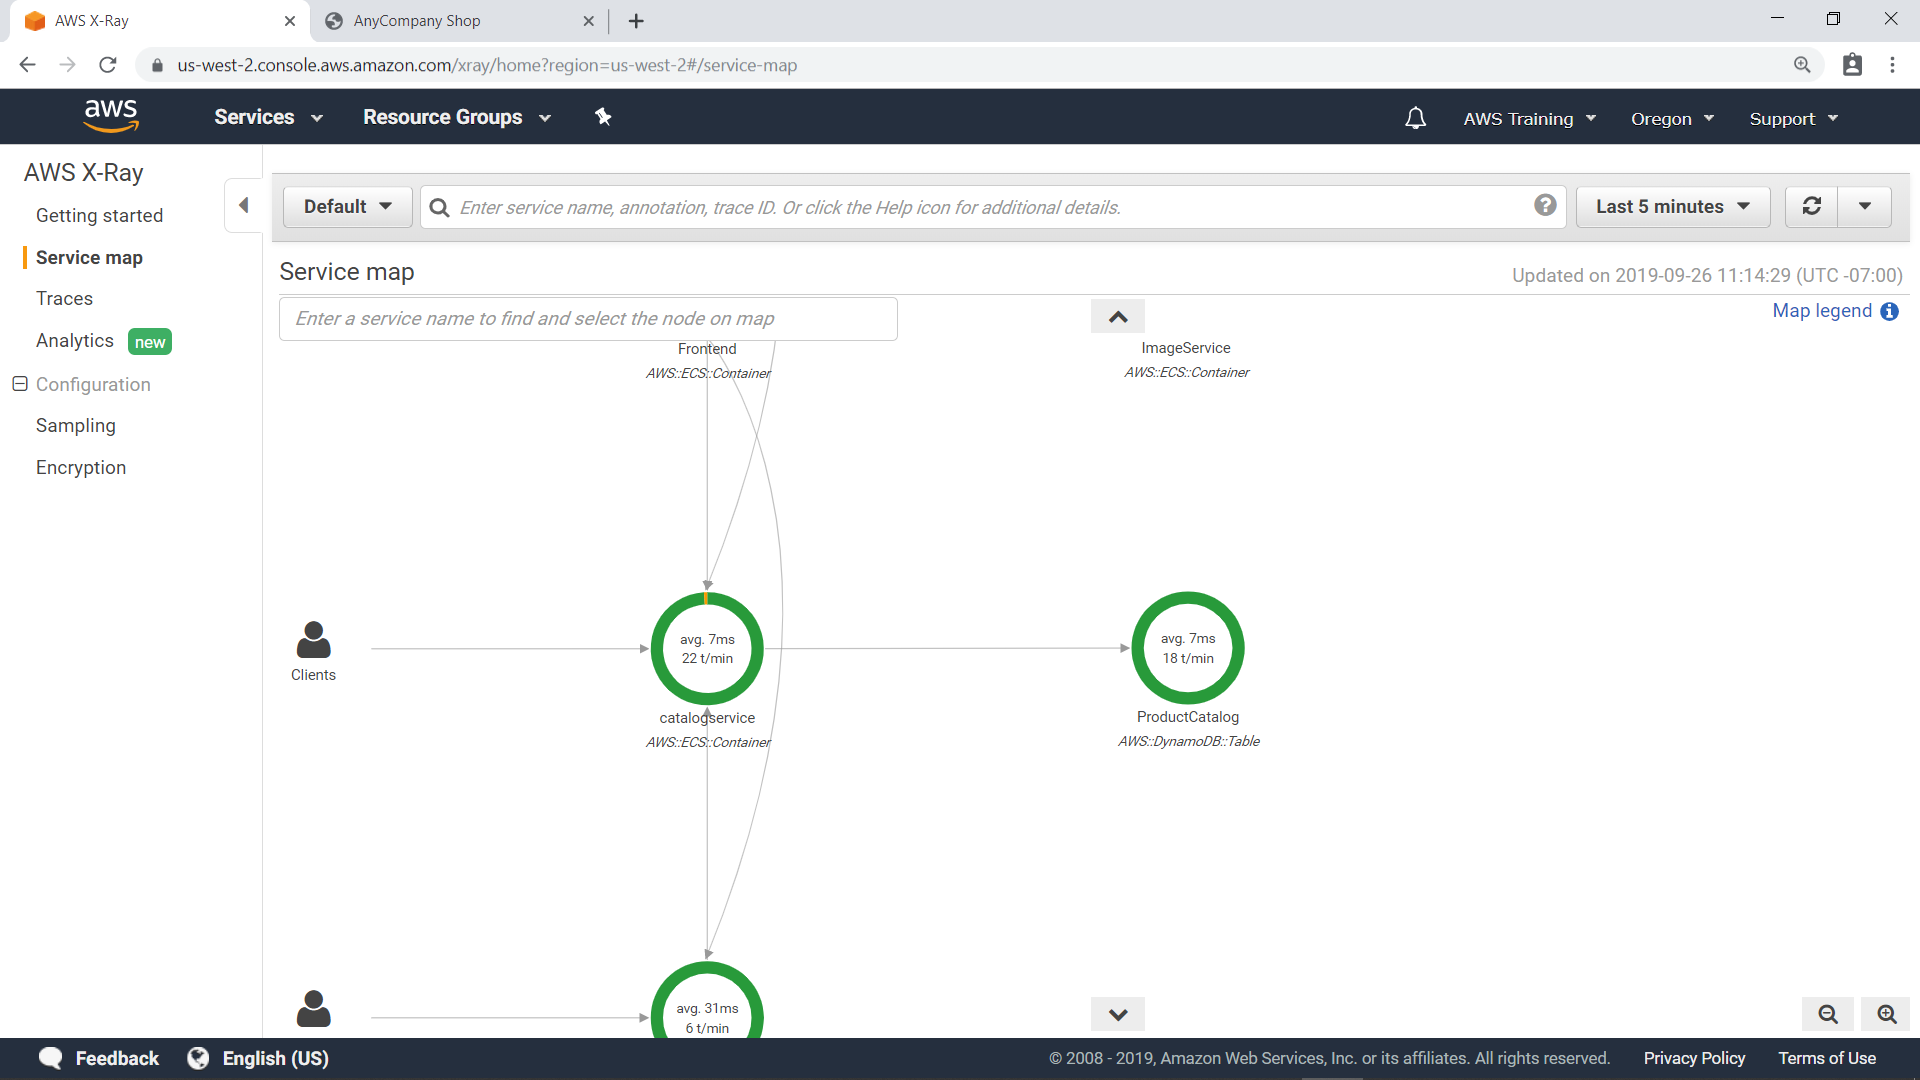 AWS X-Ray
AnyCompany Shop
us-west-2.console.aws.amazon.com/xray/home?region=us-west-2#/service-map
aws
Services
Resource Groups
AWS Training
Oregon
Support
AWS X-Ray
Getting started
Service map
Traces
Analytics new
Configuration
Sampling
Encryption
Default
Enter service name, annotation, trace ID. Or click the Help icon for additional details.
Last 5 minutes
Service map
Updated on 2019-09-26 11:14:29 (UTC -07:00)
Enter a service name to find and select the node on map
Map legend
Frontend
AWS::ECS::Container
ImageService
AWS::ECS::Container
Clients
avg. 7ms
22 t/min
catalogservice
AWS::ECS::Container
avg. 7ms
18 t/min
ProductCatalog
AWS::DynamoDB::Table
avg. 31ms
6 t/min
Feedback
English (US)
© 2008 - 2019, Amazon Web Services, Inc. or its affiliates. All rights reserved.
Privacy Policy
Terms of Use